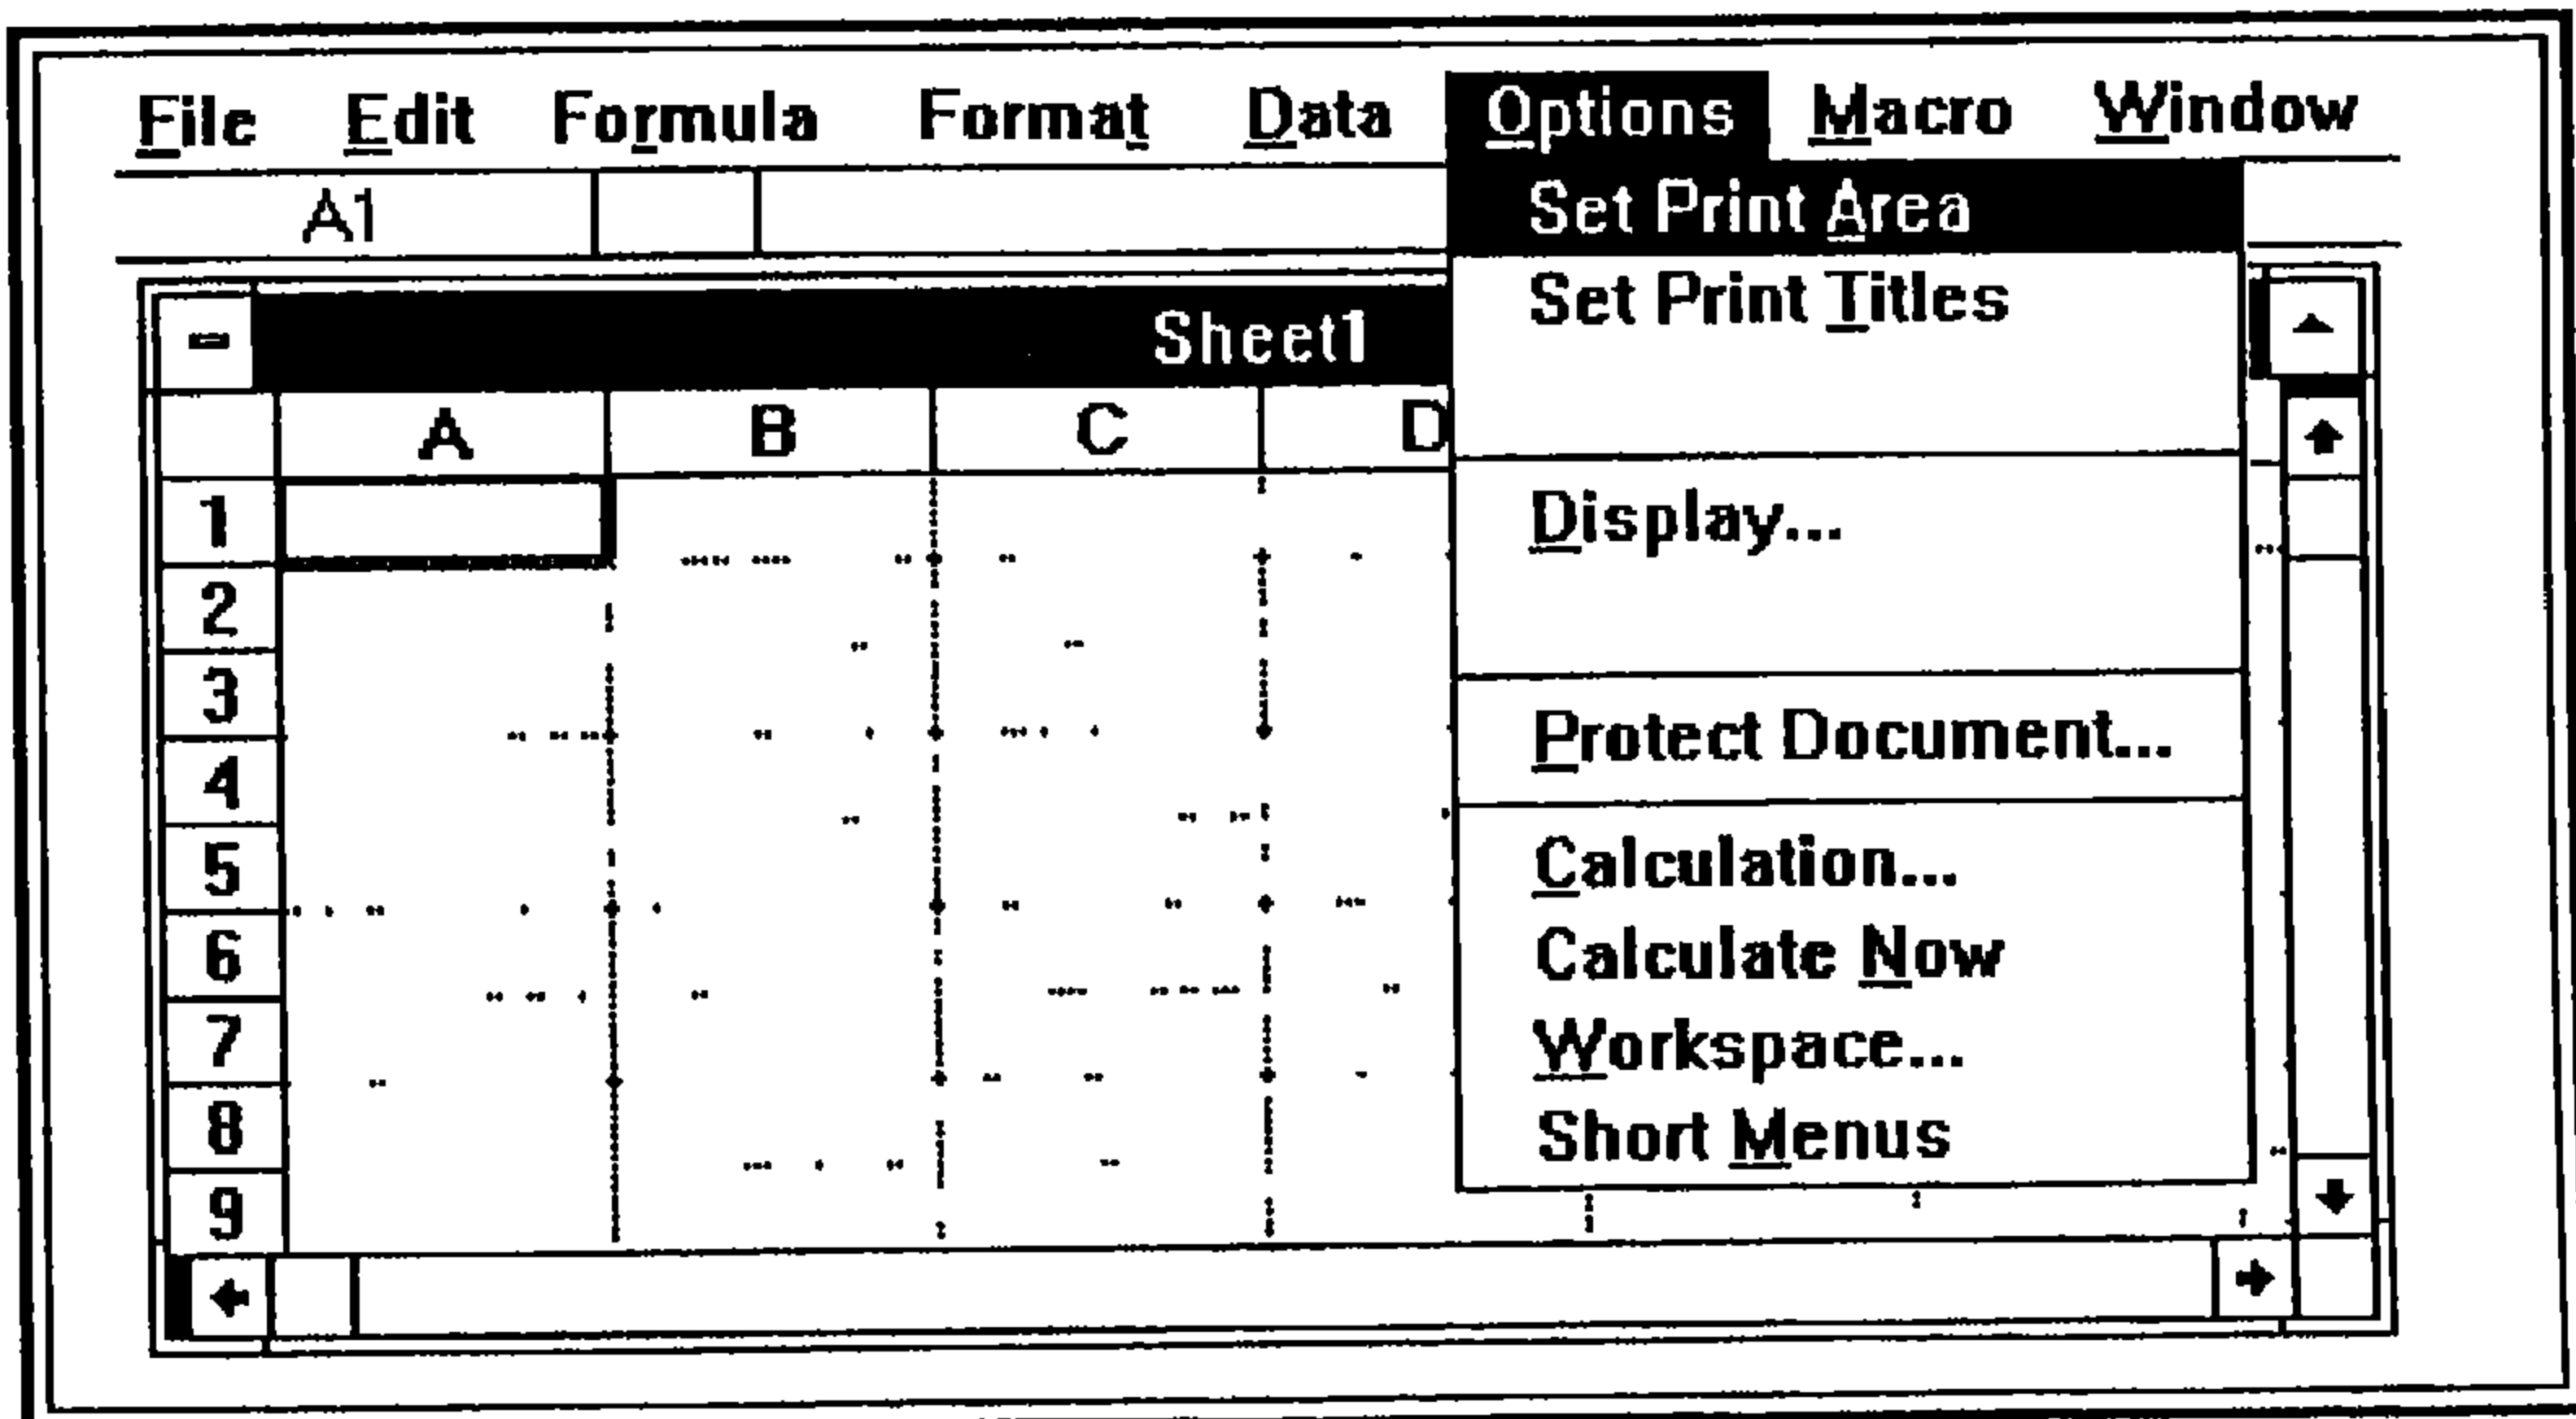 File Edit Formula Format Data Options Macro Window
A1
Set Print Area
Set Print Titles
Display...
Protect Document...
Calculation...
Calculate Now
Workspace...
Short Menus
Sheet1
A B C D
1
2
3
4
5
6
7
8
9